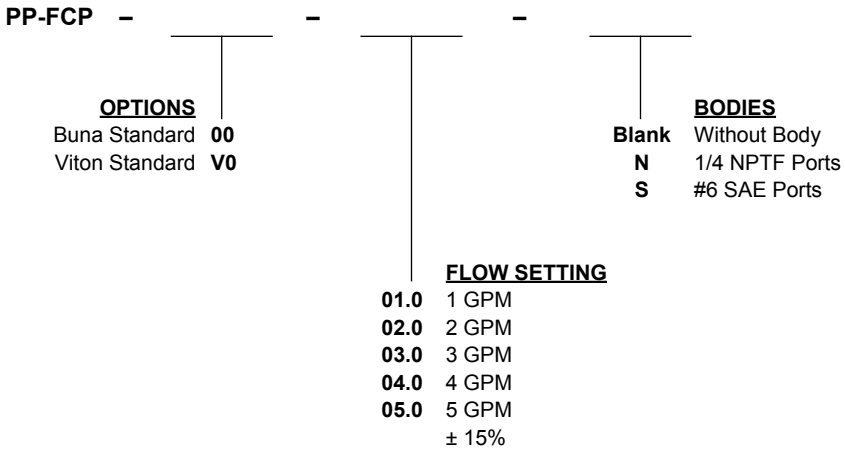 PP-FCP – – –
OPTIONS
Buna Standard 00
Viton Standard V0
BODIES
Blank Without Body
N 1/4 NPTF Ports
S #6 SAE Ports
FLOW SETTING
01.0 1 GPM
02.0 2 GPM
03.0 3 GPM
04.0 4 GPM
05.0 5 GPM
± 15%